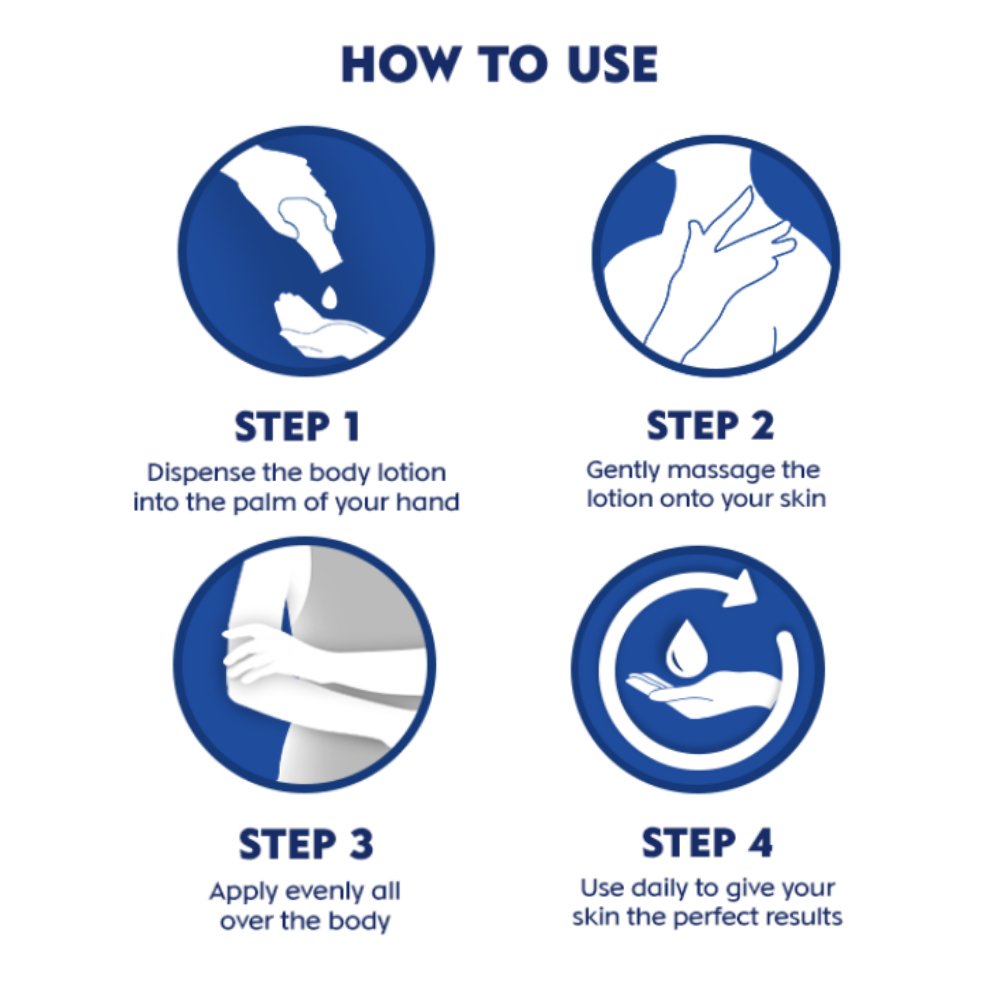 HOW TO USE
STEP 1
Dispense the body lotion
into the palm of your hand
STEP 2
Gently massage the
lotion onto your skin
STEP 3
Apply evenly all
over the body
STEP 4
Use daily to give your
skin the perfect results